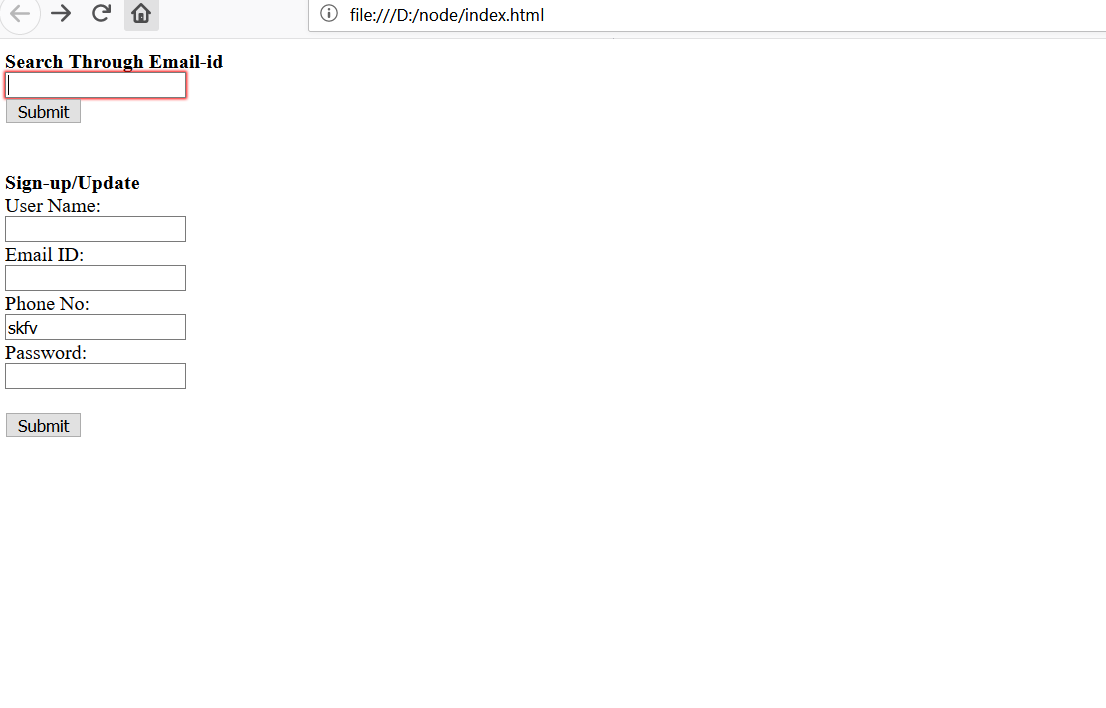 file:///D:/node/index.html
Search Through Email-id
Submit
Sign-up/Update
User Name:
Email ID:
Phone No:
skfv
Password:
Submit